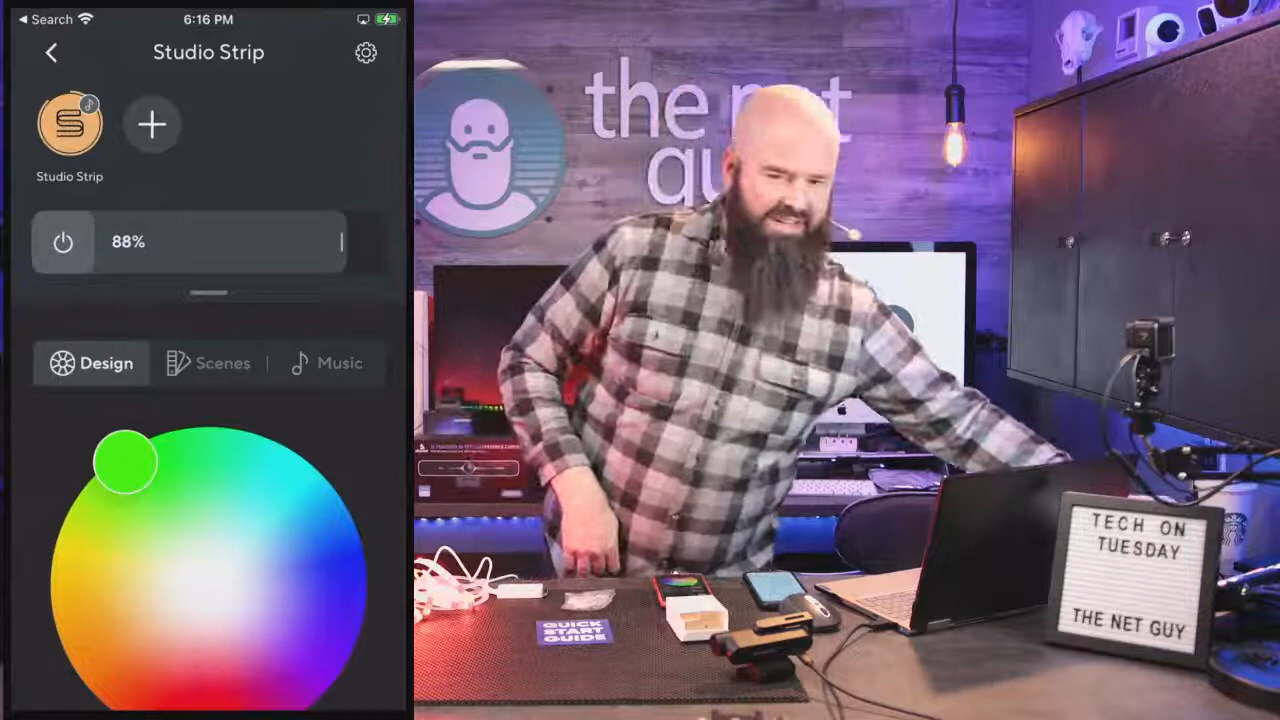 Search
6:16 PM
Studio Strip
Studio Strip
88%
Design
Scenes
Music
the net
QUICK
START
GUIDE
TECH ON
TUESDAY
THE NET GUY